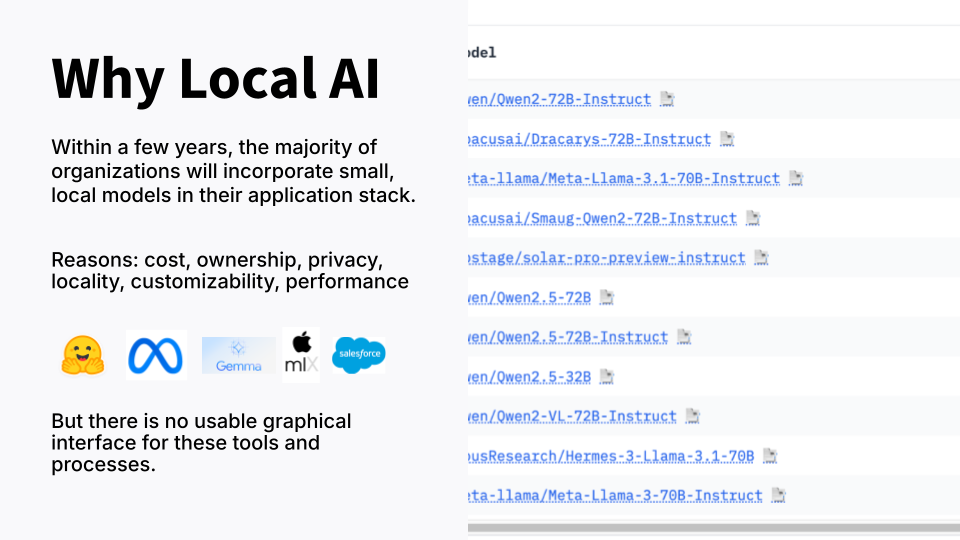 Why Local AI
Within a few years, the majority of
organizations will incorporate small,
local models in their application stack.
Reasons: cost, ownership, privacy,
locality, customizability, performance
Gemma
mlX
salesforce
But there is no usable graphical
interface for these tools and
processes.
odel
wen/Qwen2-72B-Instruct
bacusai/Dracarys-72B-Instruct
eta-llama/Meta-Llama-3.1-70B-Instruct
bacusai/Smaug-Qwen2-72B-Instruct
pstage/solar-pro-preview-instruct
wen/Qwen2.5-72B
wen/Qwen2.5-72B-Instruct
wen/Qwen2.5-32B
wen/Qwen2-VL-72B-Instruct
ousResearch/Hermes-3-Llama-3.1-70B
eta-llama/Meta-Llama-3-70B-Instruct